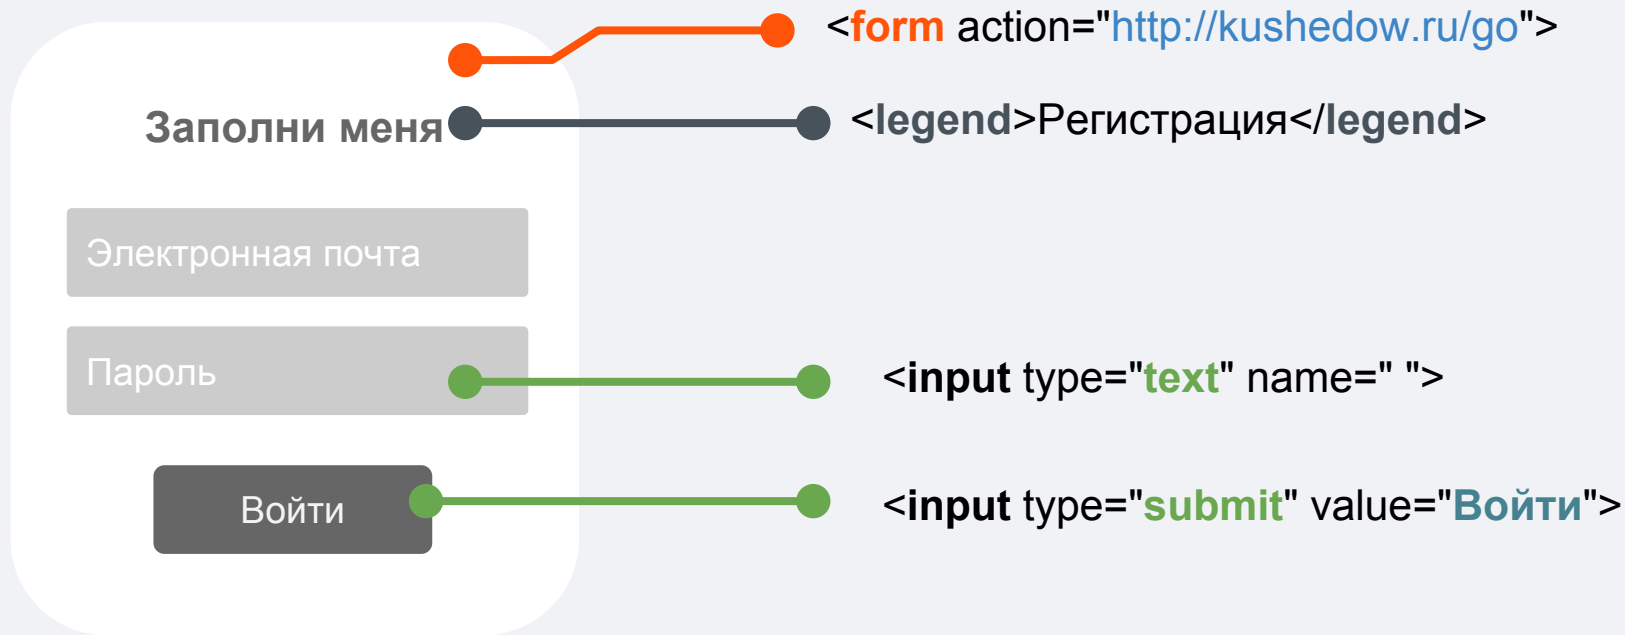 <form action="http://kushedow.ru/go">
Заполни меня
<legend>Регистрация</legend>
Электронная почта
Пароль
<input type="text" name=" ">
Войти
<input type="submit" value="Войти">